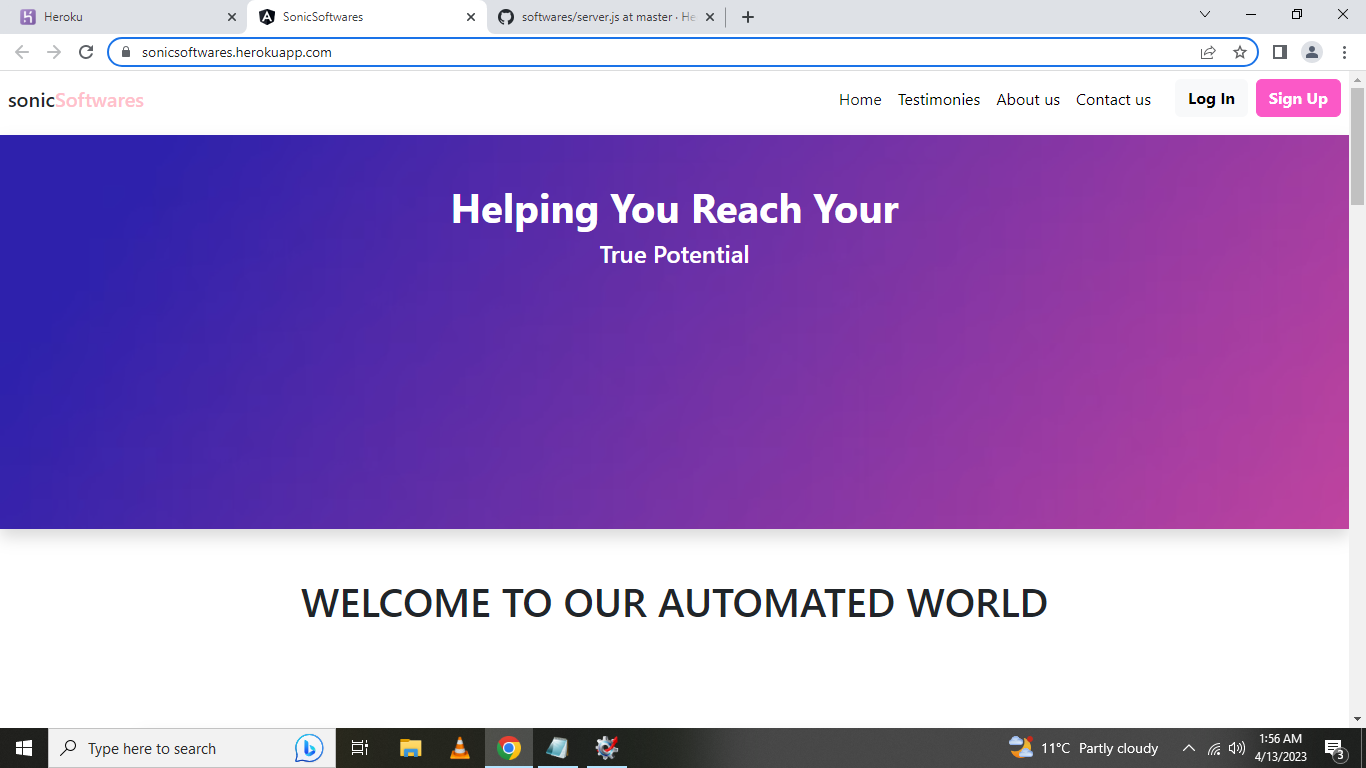 Heroku
SonicSoftwares
softwares/server.js at master · He
sonicsoftwares.herokuapp.com
sonicSoftwares
Home
Testimonies
About us
Contact us
Log In
Sign Up
Helping You Reach Your
True Potential
WELCOME TO OUR AUTOMATED WORLD
Type here to search
11°C Partly cloudy
1:56 AM
4/13/2023
3